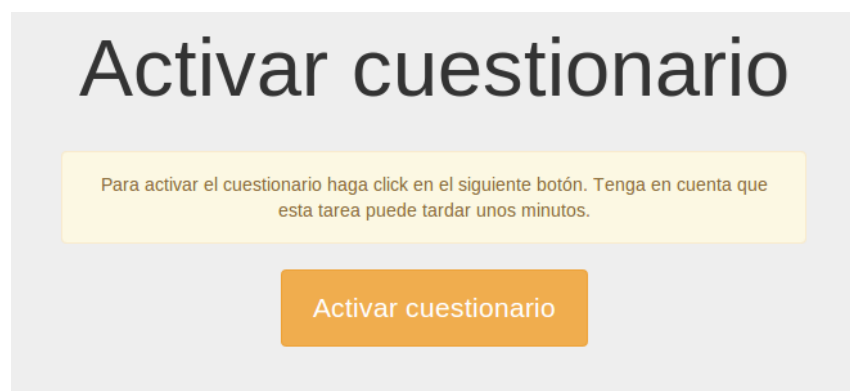 Activar cuestionario
Para activar el cuestionario haga click en el siguiente botón. Tenga en cuenta que
esta tarea puede tardar unos minutos.
Activar cuestionario